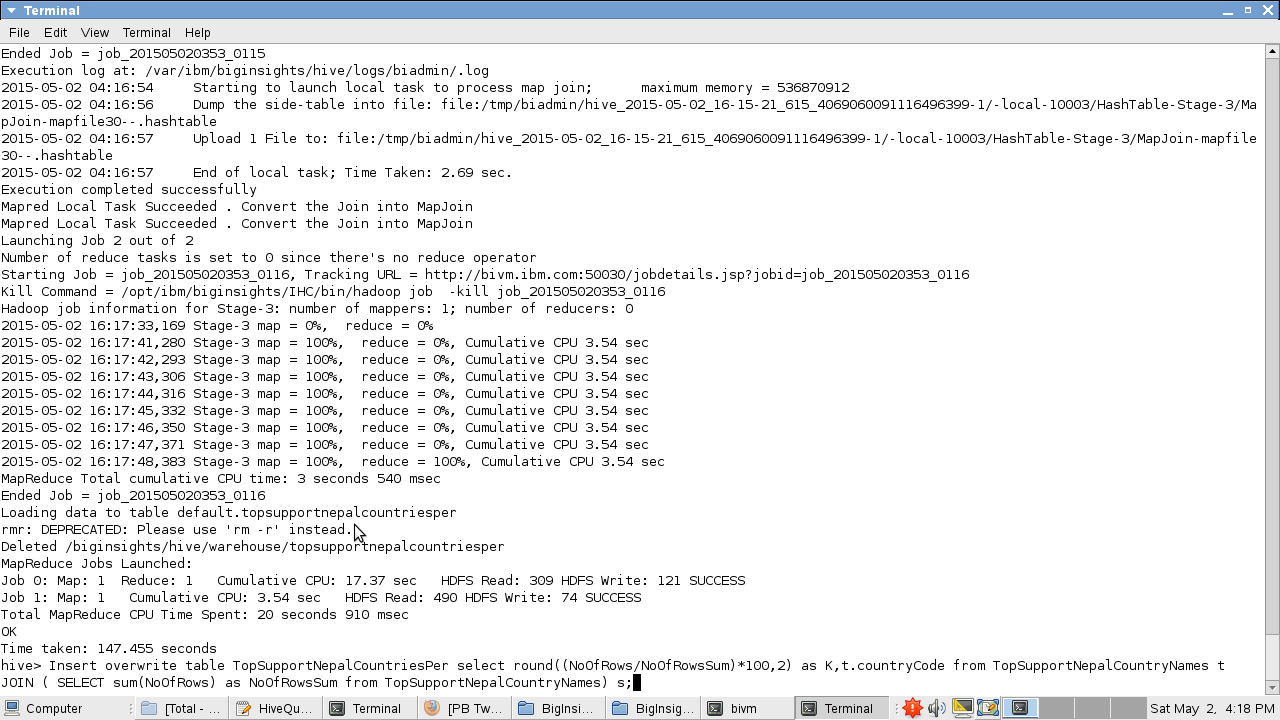 Terminal
File Edit View Terminal Help
Ended Job = job_201505020353_0115
Execution log at: /var/ibm/biginsights/hive/logs/biadmin/.log
2015-05-02 04:16:54     Starting to launch local task to process map join;      maximum memory = 536870912
2015-05-02 04:16:56     Dump the side-table into file: file:/tmp/biadmin/hive_2015-05-02_16-15-21_615_4069060091116496399-1/-local-10003/HashTable-Stage-3/Ma
pJoin-mapfile30--.hashtable
2015-05-02 04:16:57     Upload 1 File to: file:/tmp/biadmin/hive_2015-05-02_16-15-21_615_4069060091116496399-1/-local-10003/HashTable-Stage-3/MapJoin-mapfile
30--.hashtable
2015-05-02 04:16:57     End of local task; Time Taken: 2.69 sec.
Execution completed successfully
Mapred Local Task Succeeded . Convert the Join into MapJoin
Mapred Local Task Succeeded . Convert the Join into MapJoin
Launching Job 2 out of 2
Number of reduce tasks is set to 0 since there's no reduce operator
Starting Job = job_201505020353_0116, Tracking URL = http://bivm.ibm.com:50030/jobdetails.jsp?jobid=job_201505020353_0116
Kill Command = /opt/ibm/biginsights/IHC/bin/hadoop job  -kill job_201505020353_0116
Hadoop job information for Stage-3: number of mappers: 1; number of reducers: 0
2015-05-02 16:17:33,169 Stage-3 map = 0%,  reduce = 0%
2015-05-02 16:17:41,280 Stage-3 map = 100%,  reduce = 0%, Cumulative CPU 3.54 sec
2015-05-02 16:17:42,293 Stage-3 map = 100%,  reduce = 0%, Cumulative CPU 3.54 sec
2015-05-02 16:17:43,306 Stage-3 map = 100%,  reduce = 0%, Cumulative CPU 3.54 sec
2015-05-02 16:17:44,316 Stage-3 map = 100%,  reduce = 0%, Cumulative CPU 3.54 sec
2015-05-02 16:17:45,332 Stage-3 map = 100%,  reduce = 0%, Cumulative CPU 3.54 sec
2015-05-02 16:17:46,350 Stage-3 map = 100%,  reduce = 0%, Cumulative CPU 3.54 sec
2015-05-02 16:17:47,371 Stage-3 map = 100%,  reduce = 0%, Cumulative CPU 3.54 sec
2015-05-02 16:17:48,383 Stage-3 map = 100%,  reduce = 100%, Cumulative CPU 3.54 sec
MapReduce Total cumulative CPU time: 3 seconds 540 msec
Ended Job = job_201505020353_0116
Loading data to table default.topsupportnepalcountriesper
rmr: DEPRECATED: Please use 'rm -r' instead.
Deleted /biginsights/hive/warehouse/topsupportnepalcountriesper
MapReduce Jobs Launched:
Job 0: Map: 1  Reduce: 1   Cumulative CPU: 17.37 sec   HDFS Read: 309 HDFS Write: 121 SUCCESS
Job 1: Map: 1   Cumulative CPU: 3.54 sec   HDFS Read: 490 HDFS Write: 74 SUCCESS
Total MapReduce CPU Time Spent: 20 seconds 910 msec
OK
Time taken: 147.455 seconds
hive> Insert overwrite table TopSupportNepalCountriesPer select round((NoOfRows/NoOfRowsSum)*100,2) as K,t.countryCode from TopSupportNepalCountryNames t
JOIN ( SELECT sum(NoOfRows) as NoOfRowsSum from TopSupportNepalCountryNames) s;
Computer [Total - HiveQu... Terminal [PB Tw... BigInsi... BigInsig... bivm Terminal Sat May 2, 4:18 PM